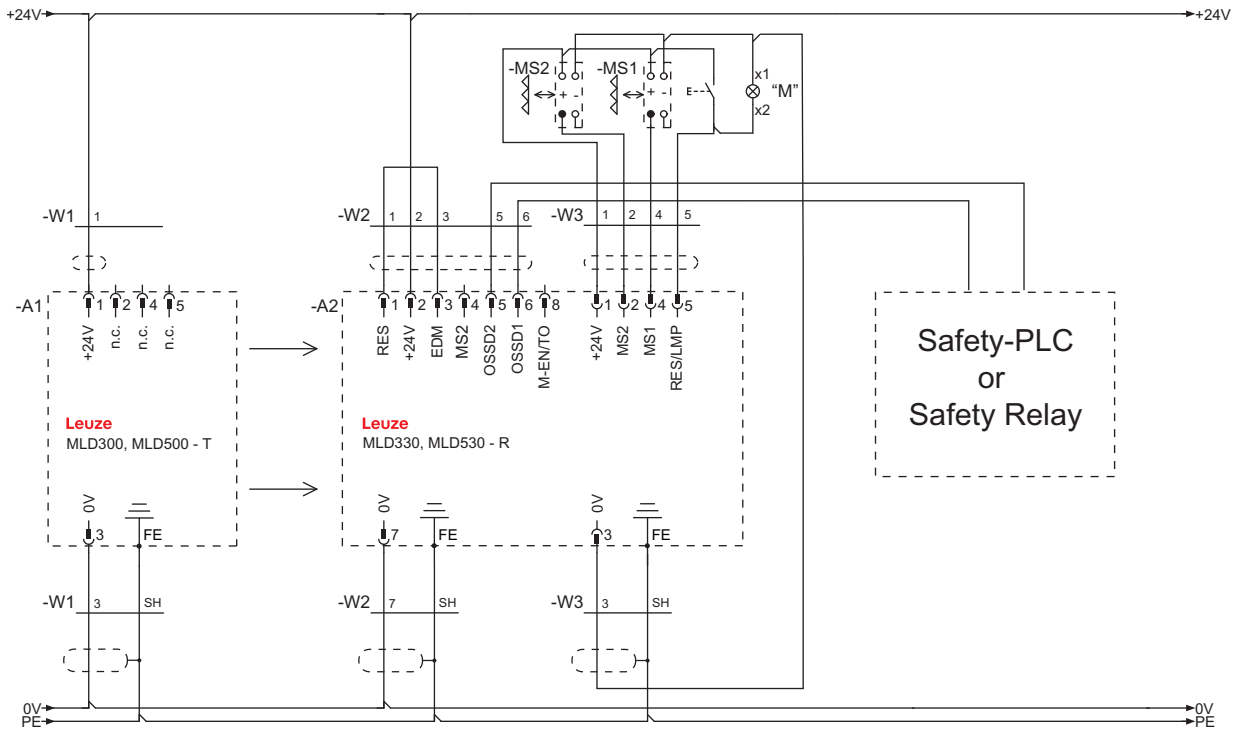 +24V +24V
-MS2 -MS1 x1
+ - + - E "M"
x2
-W1 1 -W2 1 2 3 5 6 -W3 1 2 4 5
-A1 1 2 4 5 -A2 1 2 3 4 5 6 8 1 2 4 5
+24V n.c. n.c. n.c. RES +24V EDM MS2 OSSD2 OSSD1 M-EN/TO +24V MS2 MS1 RES/LMP
Safety-PLC
or
Safety Relay
Leuze Leuze
MLD300, MLD500 - T MLD330, MLD530 - R
0V 0V 0V
3 FE 7 FE 3 FE
-W1 3 SH -W2 7 SH -W3 3 SH
0V 0V
PE PE